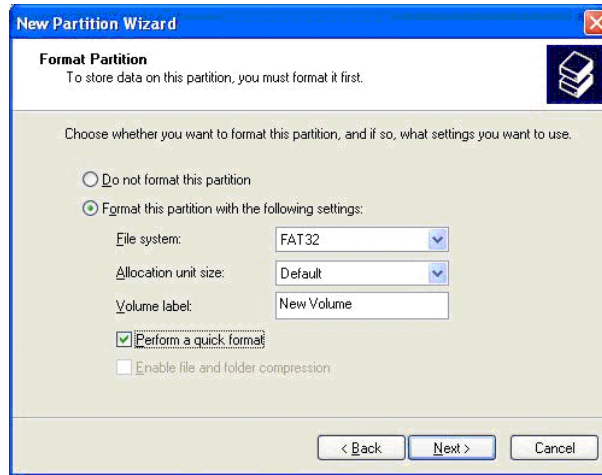 New Partition Wizard
Format Partition
To store data on this partition, you must format it first.
Choose whether you want to format this partition, and if so, what settings you want to use.
Do not format this partition
Format this partition with the following settings:
File system: FAT32
Allocation unit size: Default
Volume label: New Volume
Perform a quick format
Enable file and folder compression
< Back Next > Cancel